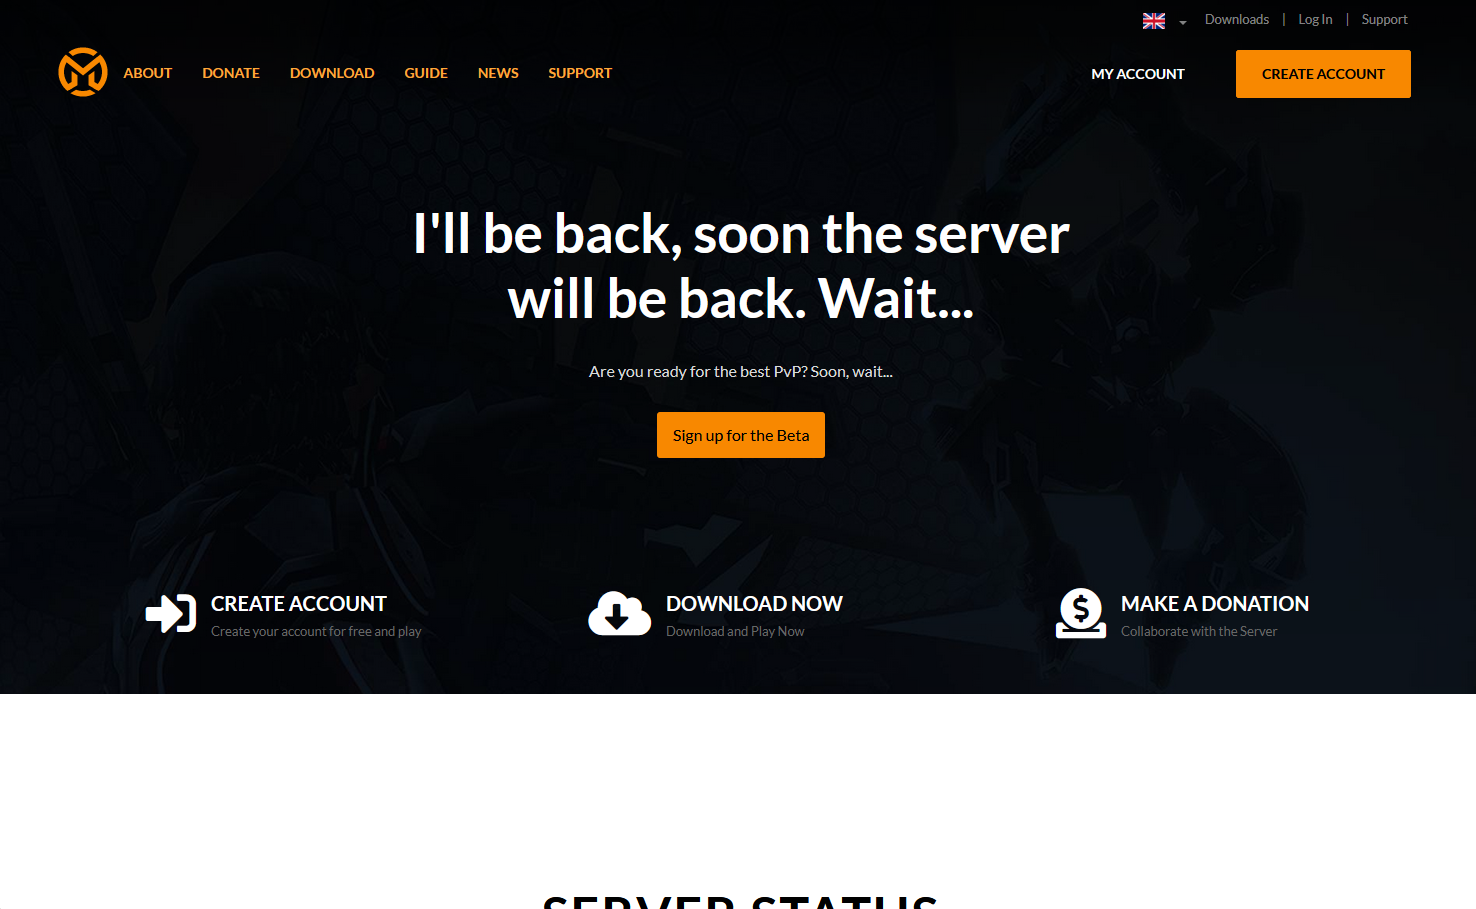 Downloads | Log In | Support
ABOUT DONATE DOWNLOAD GUIDE NEWS SUPPORT MY ACCOUNT CREATE ACCOUNT
I'll be back, soon the server
will be back. Wait...
Are you ready for the best PvP? Soon, wait...
Sign up for the Beta
CREATE ACCOUNT
Create your account for free and play
DOWNLOAD NOW
Download and Play Now
MAKE A DONATION
Collaborate with the Server
SERVER STATUS